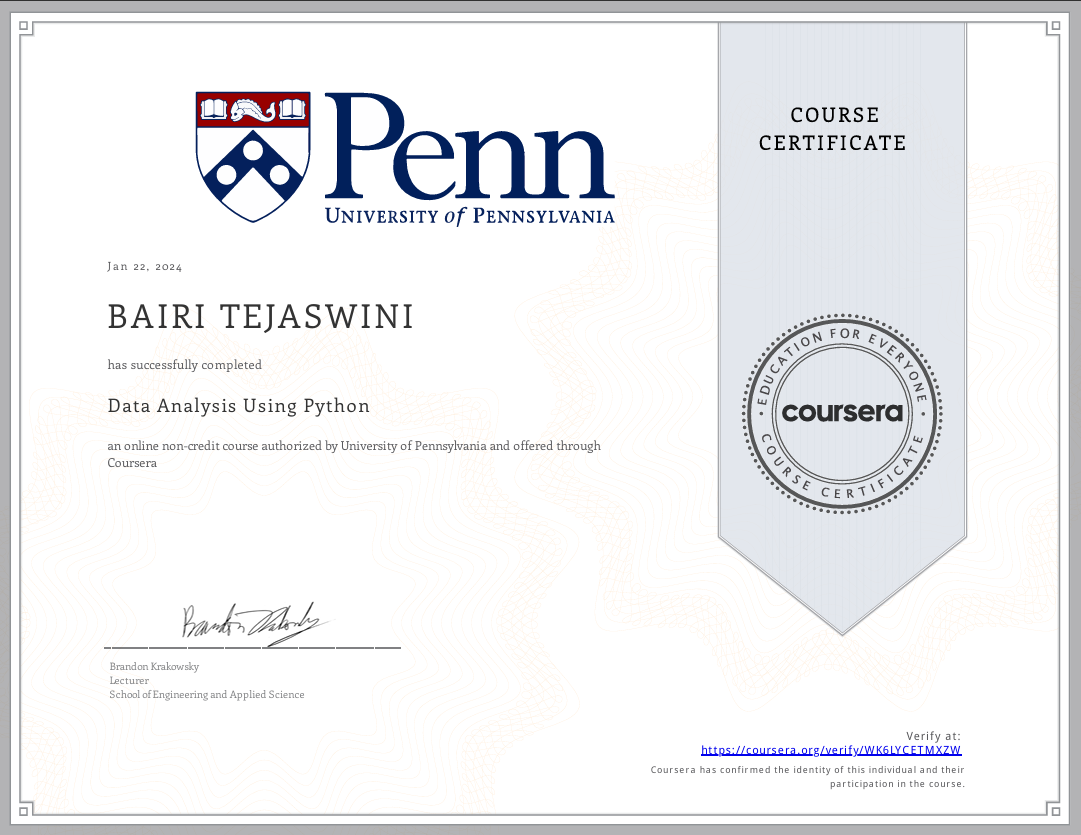 Penn
UNIVERSITY of PENNSYLVANIA
COURSE
CERTIFICATE
Jan 22, 2024
BAIRI TEJASWINI
has successfully completed
Data Analysis Using Python
an online non-credit course authorized by University of Pennsylvania and offered through
Coursera
EDUCATION FOR EVERYONE
coursera
COURSE CERTIFICATE
Brandon Krakowsky
Brandon Krakowsky
Lecturer
School of Engineering and Applied Science
Verify at:
https://coursera.org/verify/WK6LYCETMXZW
Coursera has confirmed the identity of this individual and their
participation in the course.